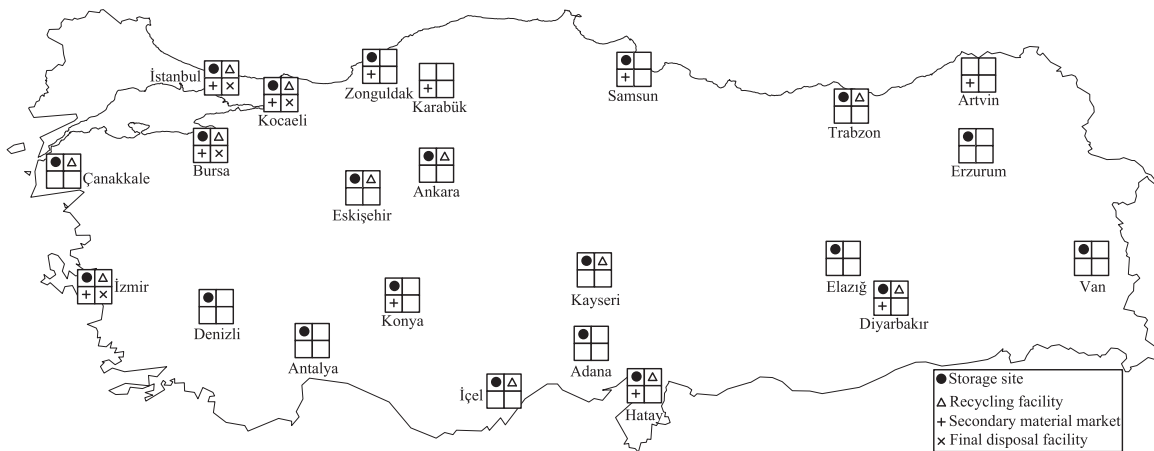 İstanbul
Kocaeli
Zonguldak
Karabük
Samsun
Trabzon
Artvin
Çanakkale
Bursa
Eskişehir
Ankara
Erzurum
İzmir
Denizli
Antalya
Konya
Kayseri
Elazığ
Diyarbakır
Van
Adana
İçel
Hatay
Storage site
Recycling facility
Secondary material market
Final disposal facility